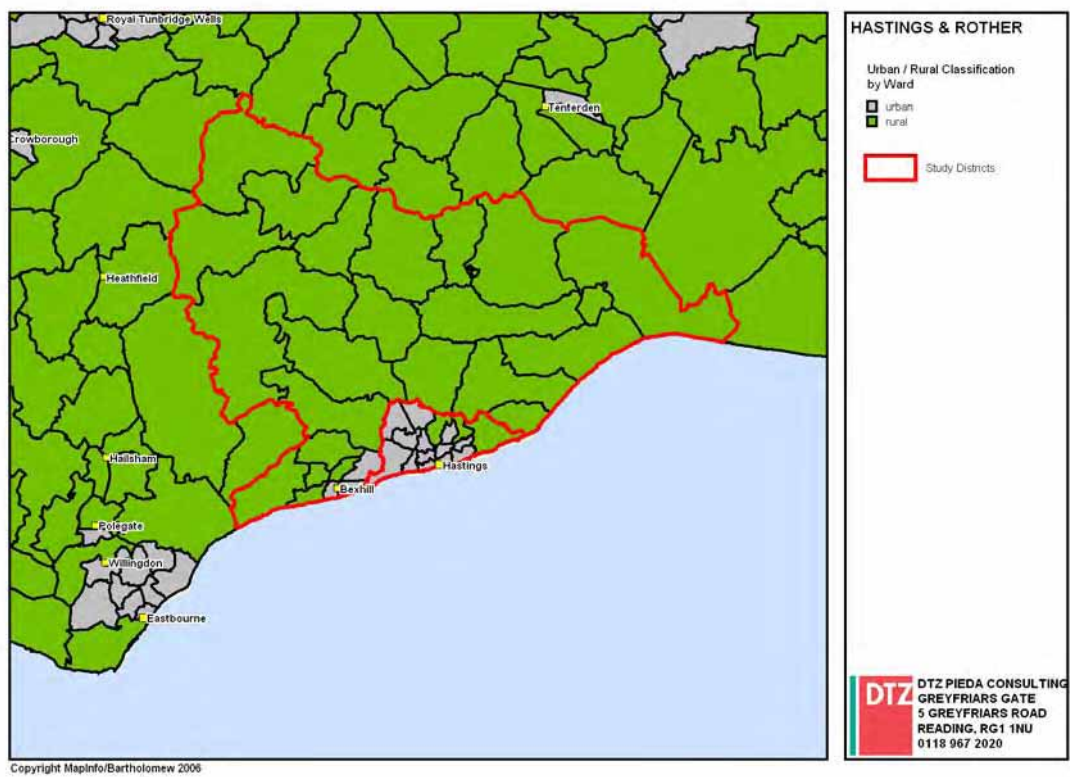 Royal Tunbridge Wells
Tenterden
Crowborough
Heathfield
Hailsham
Hastings
Bexhill
Polegate
Willingdon
Eastbourne
Copyright MapInfo/Bartholomew 2006
HASTINGS & ROTHER
Urban / Rural Classification
by Ward
urban
rural
Study Districts
DTZ
DTZ PIEDA CONSULTING
GREYFRIARS GATE
5 GREYFRIARS ROAD
READING, RG1 1NU
0118 967 2020